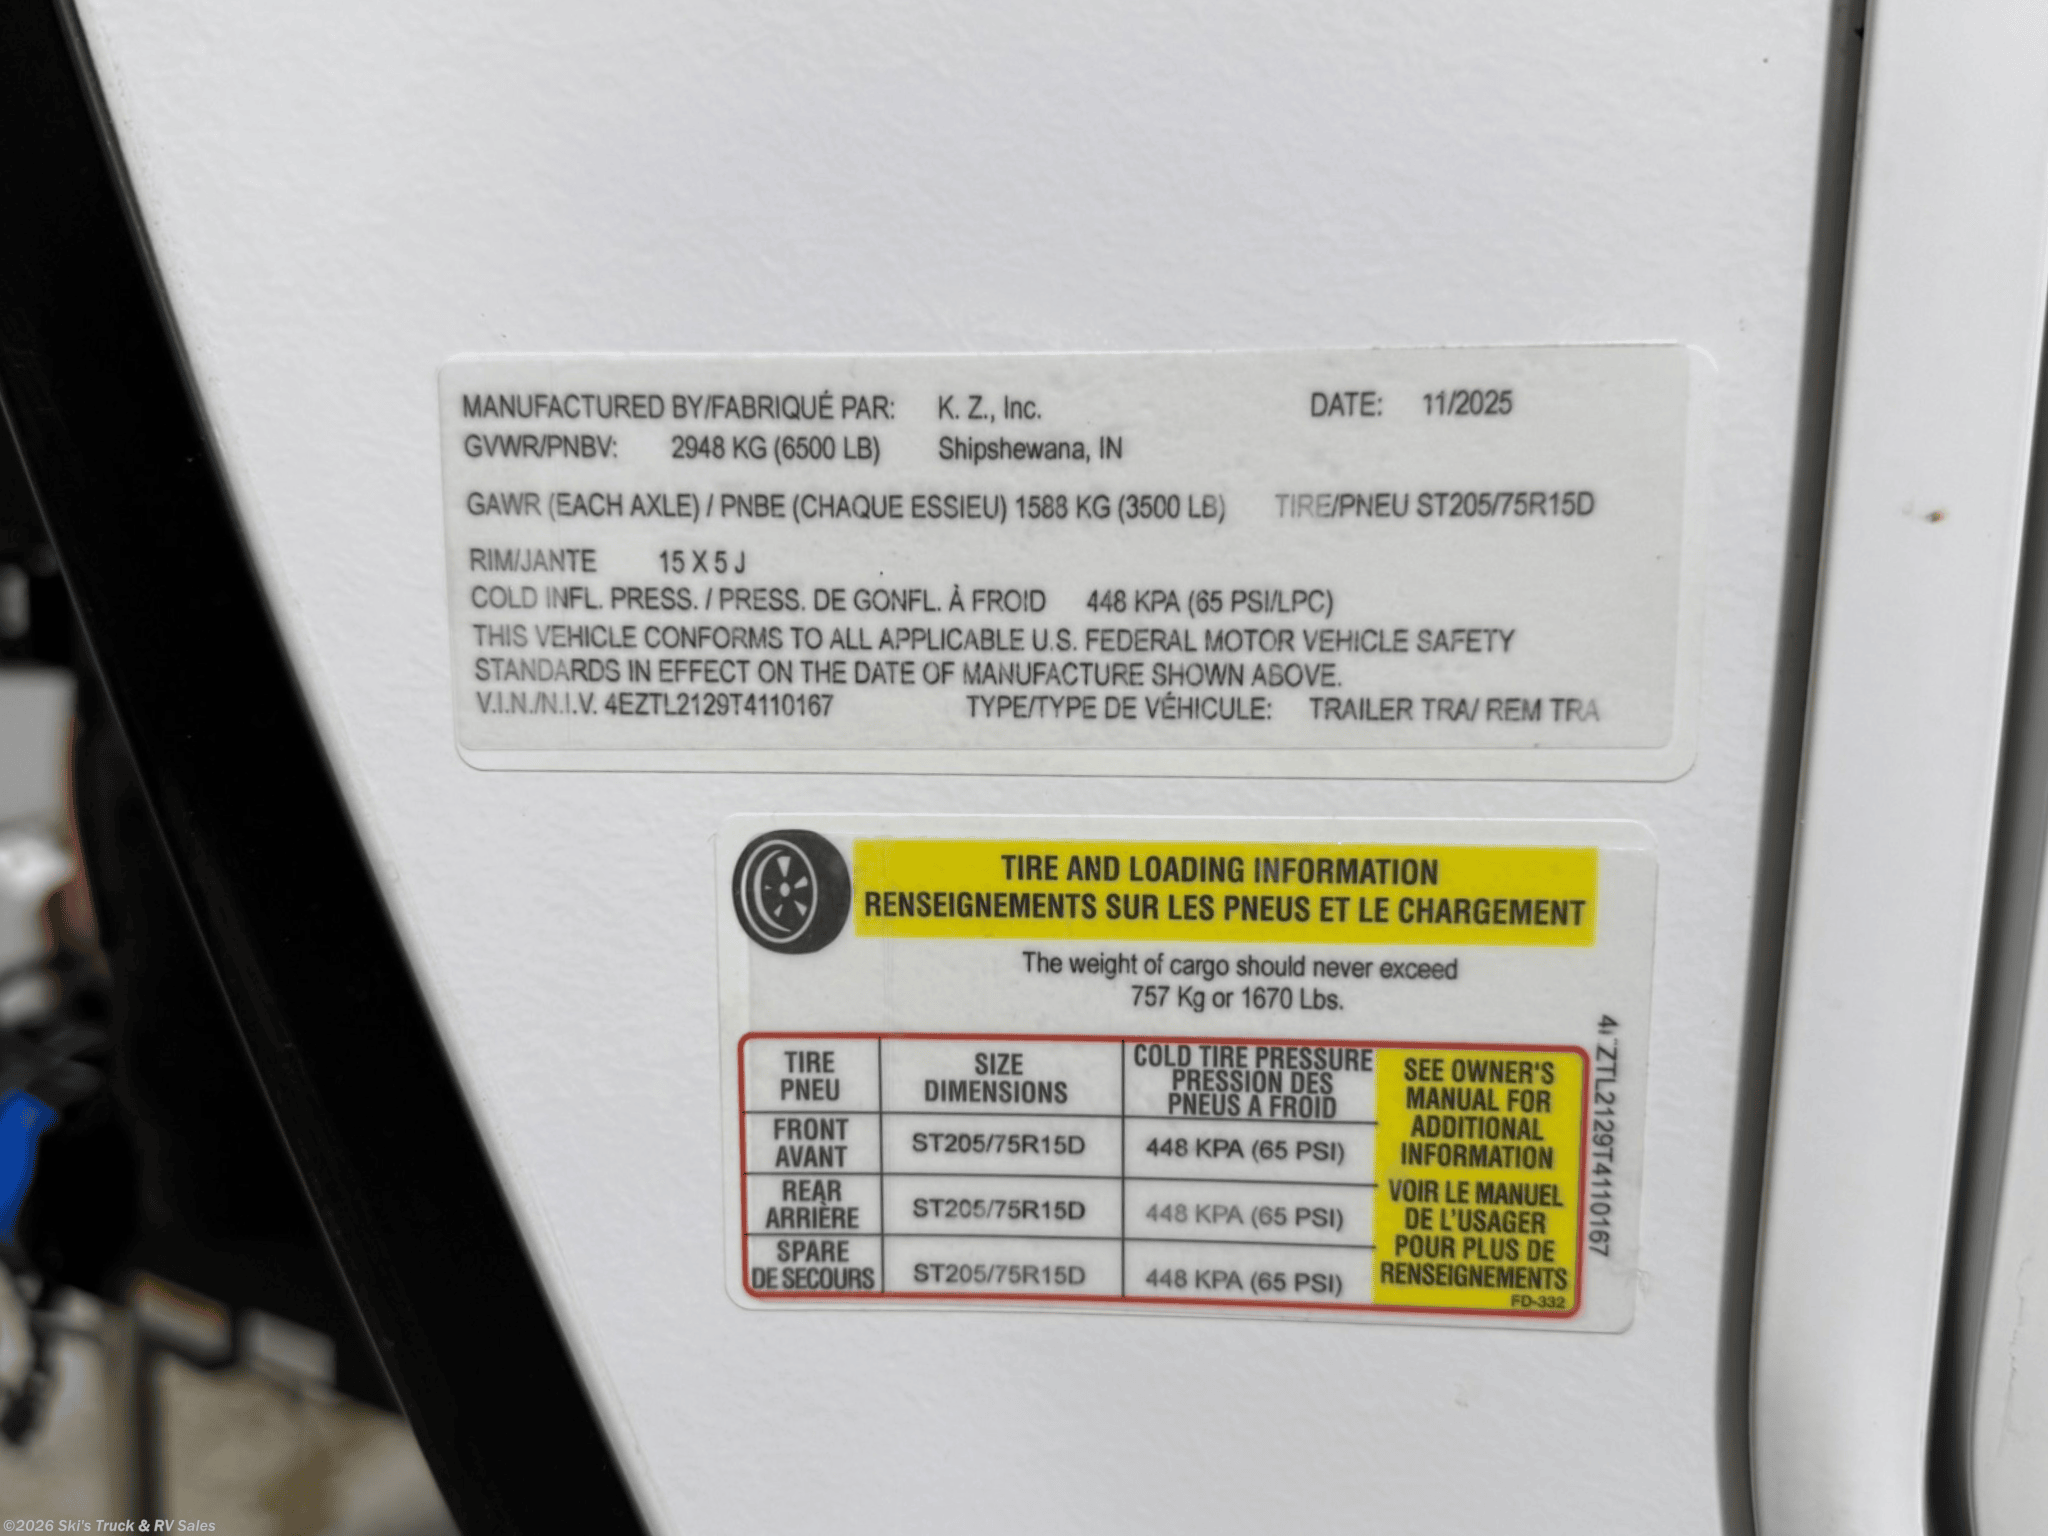 MANUFACTURED BY/FABRIQUÉ PAR: K. Z., Inc. DATE: 11/2025
GVWR/PNBV: 2948 KG (6500 LB) Shipshewana, IN
GAWR (EACH AXLE) / PNBE (CHAQUE ESSIEU) 1588 KG (3500 LB) TIRE/PNEU ST205/75R15D
RIM/JANTE 15 X 5 J
COLD INFL. PRESS. / PRESS. DE GONFL. À FROID 448 KPA (65 PSI/LPC)
THIS VEHICLE CONFORMS TO ALL APPLICABLE U.S. FEDERAL MOTOR VEHICLE SAFETY
STANDARDS IN EFFECT ON THE DATE OF MANUFACTURE SHOWN ABOVE.
V.I.N./N.I.V. 4EZTL2129T4110167 TYPE/TYPE DE VÉHICULE: TRAILER TRA/ REM TRA
TIRE AND LOADING INFORMATION
RENSEIGNEMENTS SUR LES PNEUS ET LE CHARGEMENT
The weight of cargo should never exceed
757 Kg or 1670 Lbs.
TIRE
PNEU
SIZE
DIMENSIONS
COLD TIRE PRESSURE
PRESSION DES
PNEUS A FROID
FRONT
AVANT
ST205/75R15D
448 KPA (65 PSI)
REAR
ARRIÈRE
ST205/75R15D
448 KPA (65 PSI)
SPARE
DE SECOURS
ST205/75R15D
448 KPA (65 PSI)
SEE OWNER'S
MANUAL FOR
ADDITIONAL
INFORMATION
VOIR LE MANUEL
DE L'USAGER
POUR PLUS DE
RENSEIGNEMENTS
FD-332
4EZTL2129T4110167
©2026 Ski's Truck & RV Sales